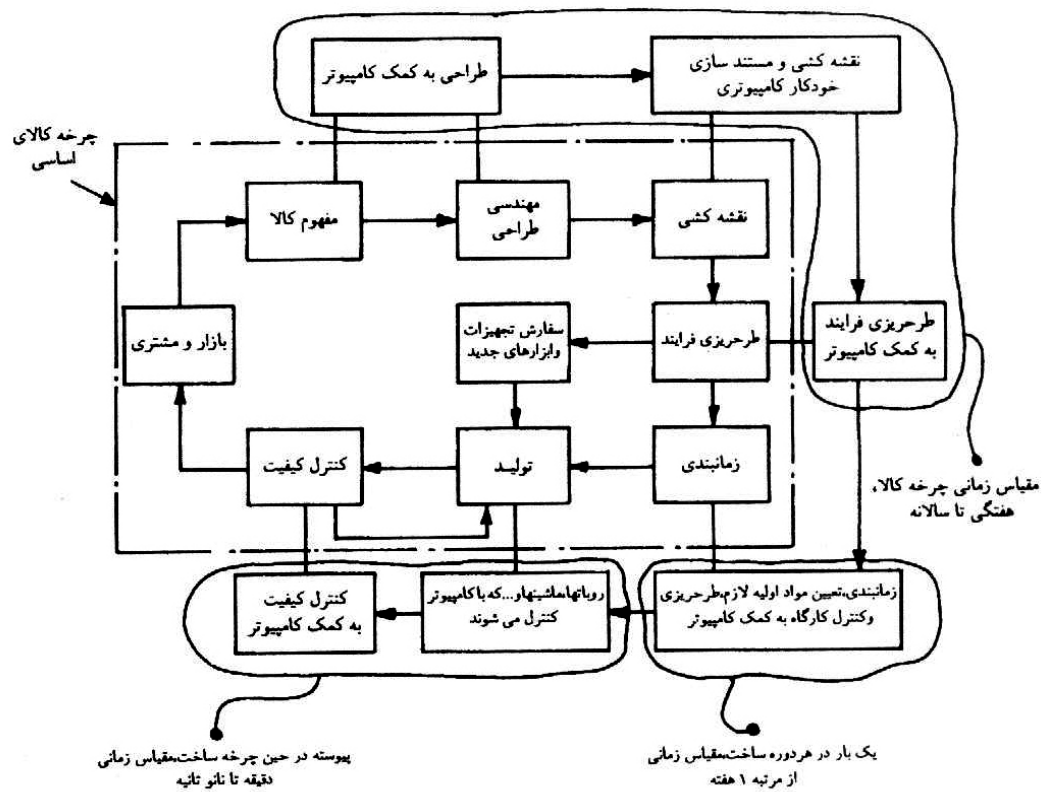 طراحی به کمک کامپیوتر
نقشه کشی و مستند سازی
خودکار کامپیوتری
چرخه کالای
اساسی
مفهوم کالا
مهندسی
طراحی
نقشه کشی
بازار و مشتری
سفارش تجهیزات
وابزارهای جدید
طرحریزی فرایند
طرحریزی فرایند
به کمک کامپیوتر
کنترل کیفیت
تولید
زمانبندی
مقیاس زمانی چرخه کالا،
هفتگی تا سالانه
کنترل کیفیت
به کمک کامپیوتر
روباتها،ماشینهاو...که باکامپیوتر
کنترل می شوند
زمانبندی،تعیین مواد اولیه لازم،طرحریزی
وکنترل کارگاه به کمک کامپیوتر
پیوسته در حین چرخه ساخت،مقیاس زمانی
دقیقه تا نانو ثانیه
یک بار در هردوره ساخت،مقیاس زمانی
از مرتبه ۱ هفته